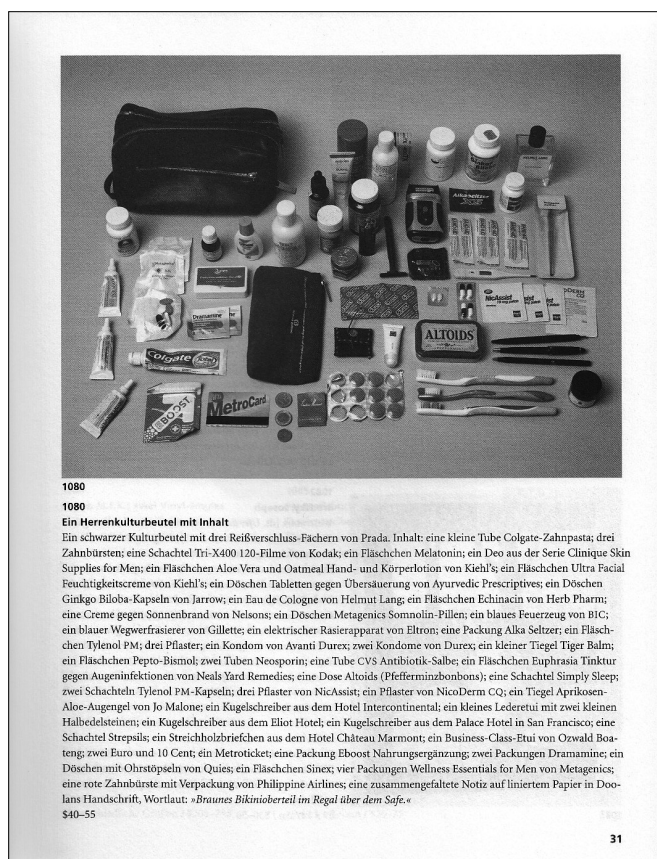 Alka-Seltzer
NicAssist
NicoDerm
CQ
Dramamine
Colgate
ALTOIDS
BOOST
MetroCard
1080
1080
Ein Herrenkulturbeutel mit Inhalt
Ein schwarzer Kulturbeutel mit drei Reißverschluss-Fächern von Prada. Inhalt: eine kleine Tube Colgate-Zahnpasta; drei
Zahnbürsten; eine Schachtel Tri-X400 120-Filme von Kodak; ein Fläschchen Melatonin; ein Deo aus der Serie Clinique Skin
Supplies for Men; ein Fläschchen Aloe Vera und Oatmeal Hand- und Körperlotion von Kiehl's; ein Fläschchen Ultra Facial
Feuchtigkeitscreme von Kiehl's; ein Döschen Tabletten gegen Übersäuerung von Ayurvedic Prescriptives; ein Döschen
Ginkgo Biloba-Kapseln von Jarrow; ein Eau de Cologne von Helmut Lang; ein Fläschchen Echinacin von Herb Pharm;
eine Creme gegen Sonnenbrand von Nelsons; ein Döschen Metagenics Somnolin-Pillen; ein blaues Feuerzeug von BIC;
ein blauer Wegwerfrasierer von Gillette; ein elektrischer Rasierapparat von Eltron; eine Packung Alka Seltzer; ein Fläsch-
chen Tylenol PM; drei Pflaster; ein Kondom von Avanti Durex; zwei Kondome von Durex; ein kleiner Tiegel Tiger Balm;
ein Fläschchen Pepto-Bismol; zwei Tuben Neosporin; eine Tube CVS Antibiotik-Salbe; ein Fläschchen Euphrasia Tinktur
gegen Augeninfektionen von Neals Yard Remedies; eine Dose Altoids (Pfefferminzbonbons); eine Schachtel Simply Sleep;
zwei Schachteln Tylenol PM-Kapseln; drei Pflaster von NicAssist; ein Pflaster von NicoDerm CQ; ein Tiegel Aprikosen-
Aloe-Augengel von Jo Malone; ein Kugelschreiber aus dem Hotel Intercontinental; ein kleines Lederetui mit zwei kleinen
Halbedelsteinen; ein Kugelschreiber aus dem Eliot Hotel; ein Kugelschreiber aus dem Palace Hotel in San Francisco; eine
Schachtel Strepsils; ein Streichholzbriefchen aus dem Hotel Château Marmont; ein Business-Class-Etui von Ozwald Boa-
teng; zwei Euro und 10 Cent; ein Metroticket; eine Packung Eboost Nahrungsergänzung; zwei Packungen Dramamine; ein
Döschen mit Ohrstöpseln von Quies; ein Fläschchen Sinex; vier Packungen Wellness Essentials for Men von Metagenics;
eine rote Zahnbürste mit Verpackung von Philippine Airlines; eine zusammengefaltete Notiz auf liniertem Papier in Doo-
lans Handschrift, Wortlaut: »Braunes Bikinioberteil im Regal über dem Safe.«
$40–55
31